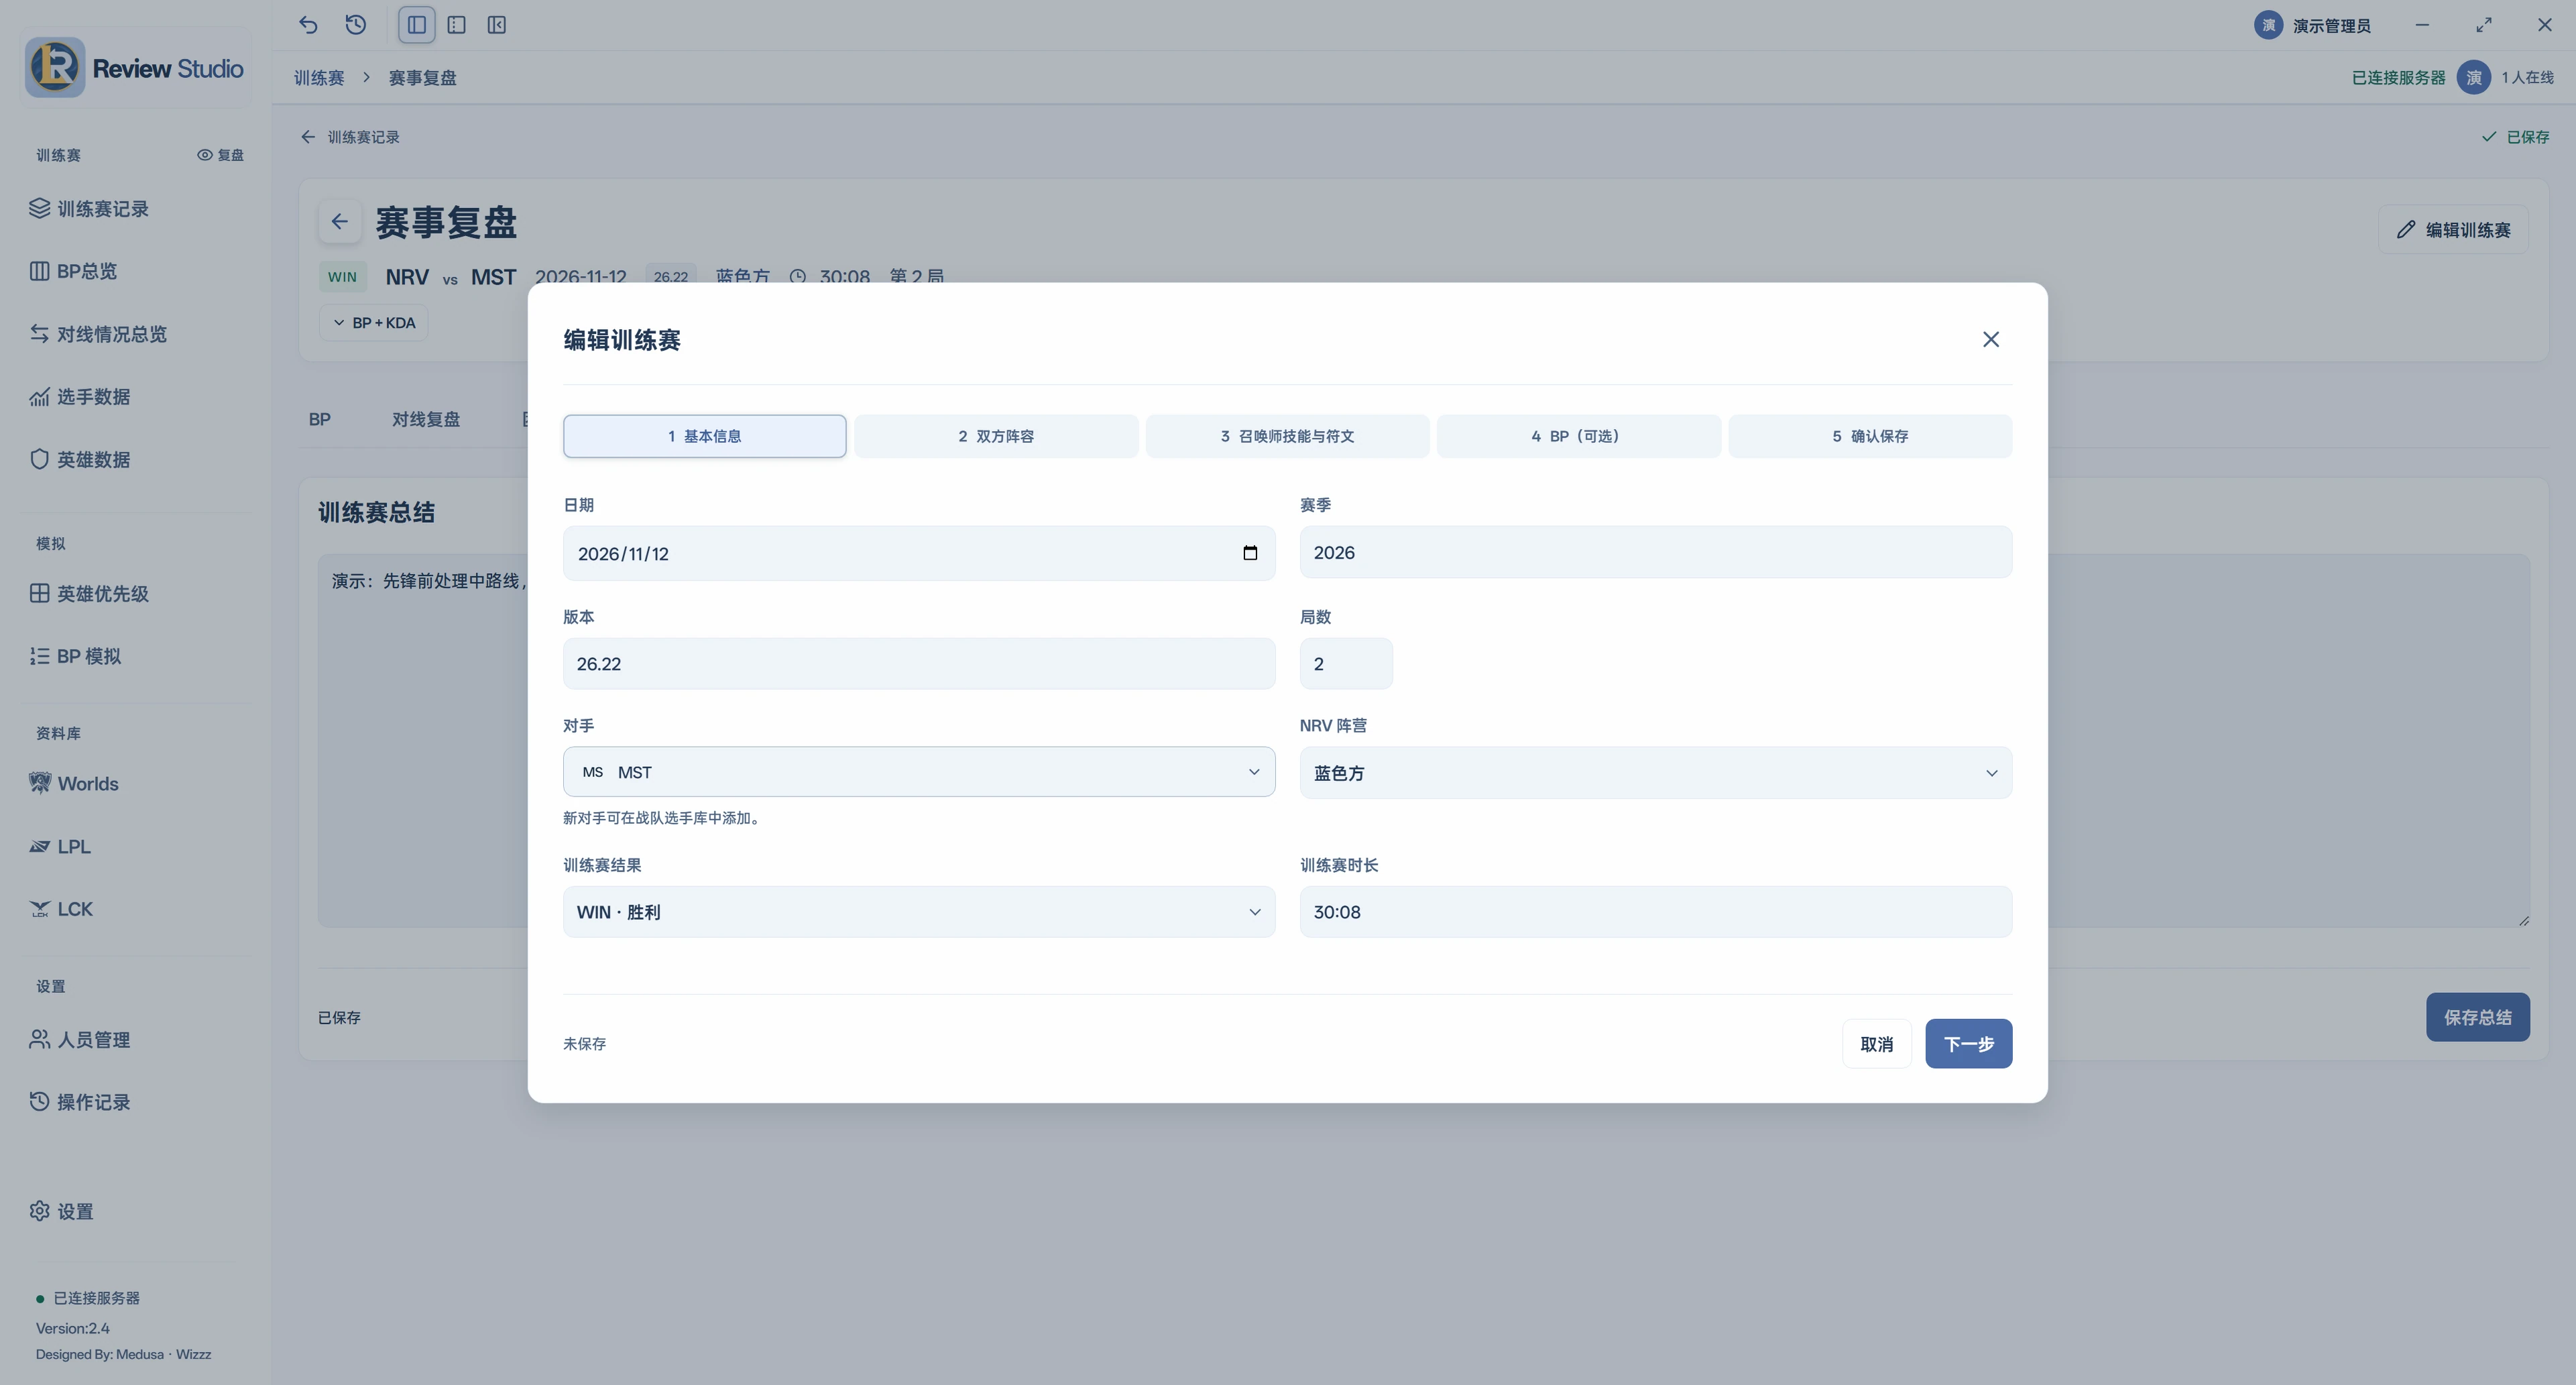 演 演示管理员
Review Studio
训练赛 > 赛事复盘
已连接服务器 演 1人在线
训练赛记录
已保存
训练赛
复盘
训练赛记录
BP总览
对线情况总览
选手数据
英雄数据
模拟
英雄优先级
BP 模拟
资料库
Worlds
LPL
LCK
设置
人员管理
操作记录
设置
已连接服务器
Version:2.4
Designed By: Medusa · Wizzz
赛事复盘
编辑训练赛
WIN NRV vs MST 2026-11-12 26.22 蓝色方 30:08 第 2 局
BP + KDA
BP
对线复盘
训练赛总结
演示：先锋前处理中路线，
已保存
保存总结
编辑训练赛
1 基本信息
2 双方阵容
3 召唤师技能与符文
4 BP（可选）
5 确认保存
日期
赛季
2026/11/12
2026
版本
局数
26.22
2
对手
NRV 阵营
MS MST
蓝色方
新对手可在战队选手库中添加。
训练赛结果
训练赛时长
WIN · 胜利
30:08
未保存
取消
下一步